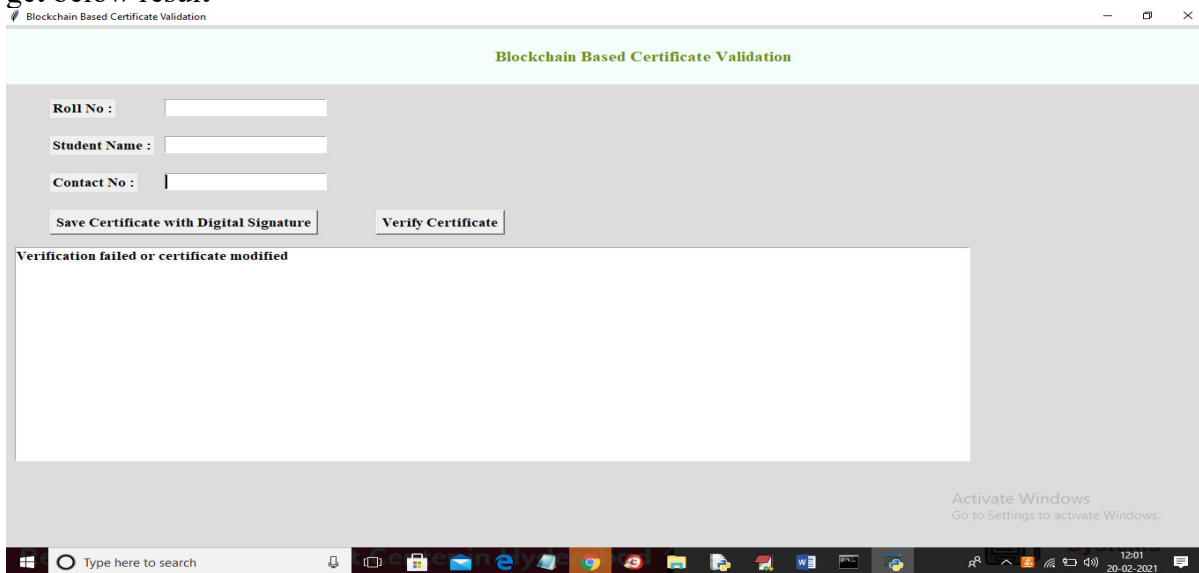 get below result
Blockchain Based Certificate Validation
Blockchain Based Certificate Validation
Roll No :
Student Name :
Contact No :
Save Certificate with Digital Signature
Verify Certificate
Verification failed or certificate modified
Activate Windows
Go to Settings to activate Windows.
Type here to search
12:01
20-02-2021